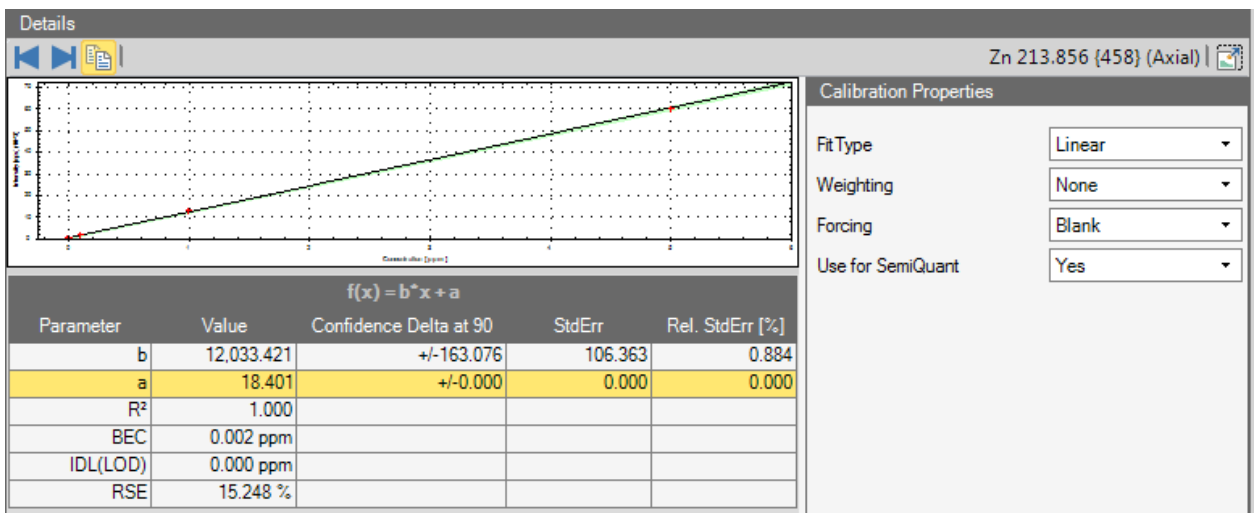 Details
Zn 213.856 {458} (Axial)
Calibration Properties
Fit Type Linear
Weighting None
Forcing Blank
Use for SemiQuant Yes
Concentration [ppm]
f(x) = b*x + a
Parameter Value Confidence Delta at 90 StdErr Rel. StdErr [%]
b 12,033.421 +/-163.076 106.363 0.884
a 18.401 +/-0.000 0.000 0.000
R² 1.000
BEC 0.002 ppm
IDL(LOD) 0.000 ppm
RSE 15.248 %